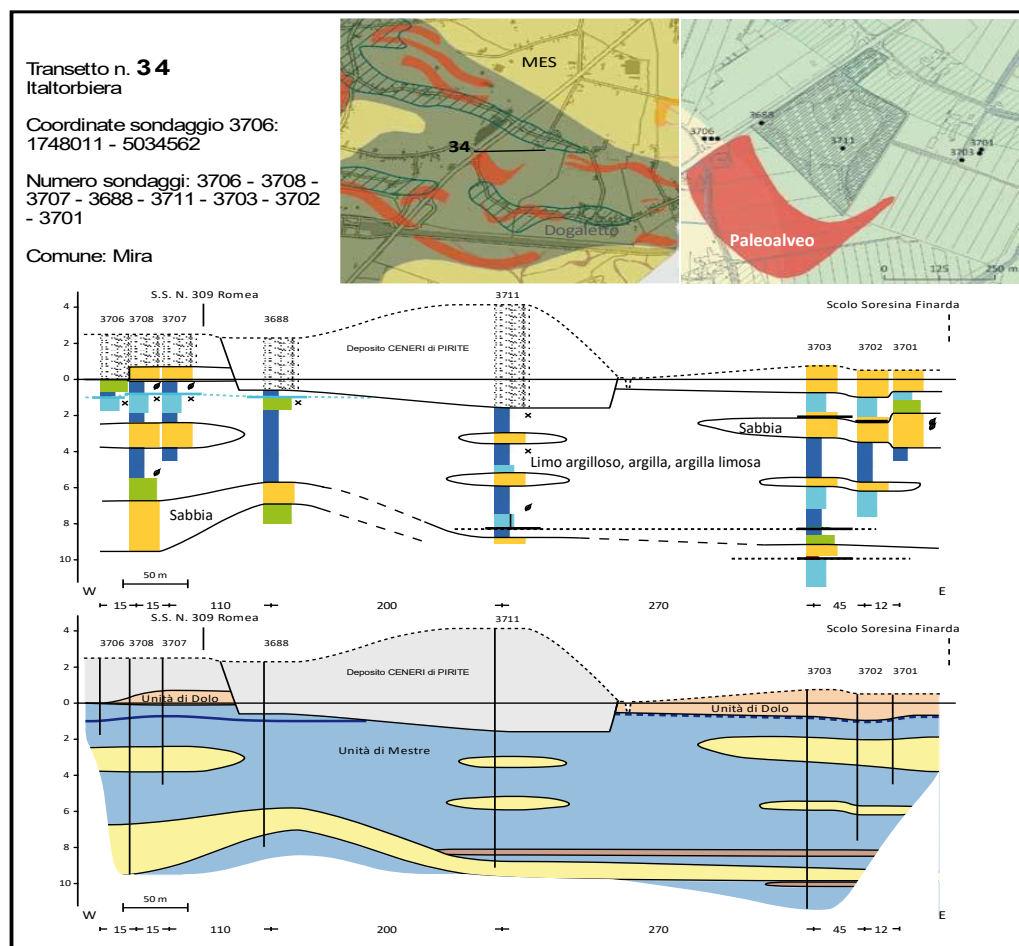 Transetto n. 34
Italtorbiera
Coordinate sondaggio 3706:
1748011 - 5034562
Numero sondaggi: 3706 - 3708 -
3707 - 3688 - 3711 - 3703 - 3702
- 3701
Comune: Mira
MES
34
Dogaletto
3688
3706
3711
3701
3703
Paleoalveo
0 125 250 m
S.S. N. 309 Romea
3711
Scolo Soresina Finarda
3706 3708 3707
3688
3703 3702 3701
4
2
0
2
4
6
8
10
Deposito CENERI di PIRITE
Sabbia
Limo argilloso, argilla, argilla limosa
Sabbia
50 m
W
E
15 15 110 200 270 45 12
S.S. N. 309 Romea
3711
Scolo Soresina Finarda
3706 3708 3707
3688
3703 3702 3701
4
2
0
2
4
6
8
10
Deposito CENERI di PIRITE
Unità di Dolo
Unità di Dolo
Unità di Mestre
50 m
W
E
15 15 110 200 270 45 12